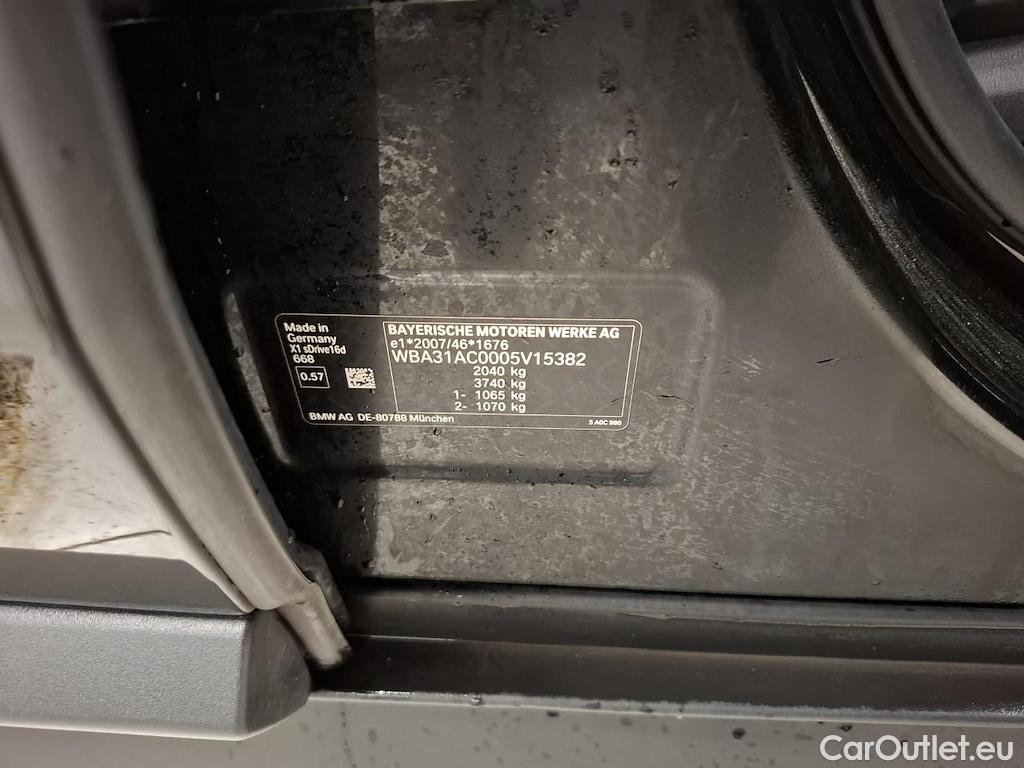 Made in
Germany
X1 sDrive16d
668
0.57
BMW AG DE-80788 München
BAYERISCHE MOTOREN WERKE AG
e1*2007/46*1676
WBA31AC0005V15382
2040 kg
3740 kg
1- 1065 kg
2- 1070 kg
CarOutlet.eu